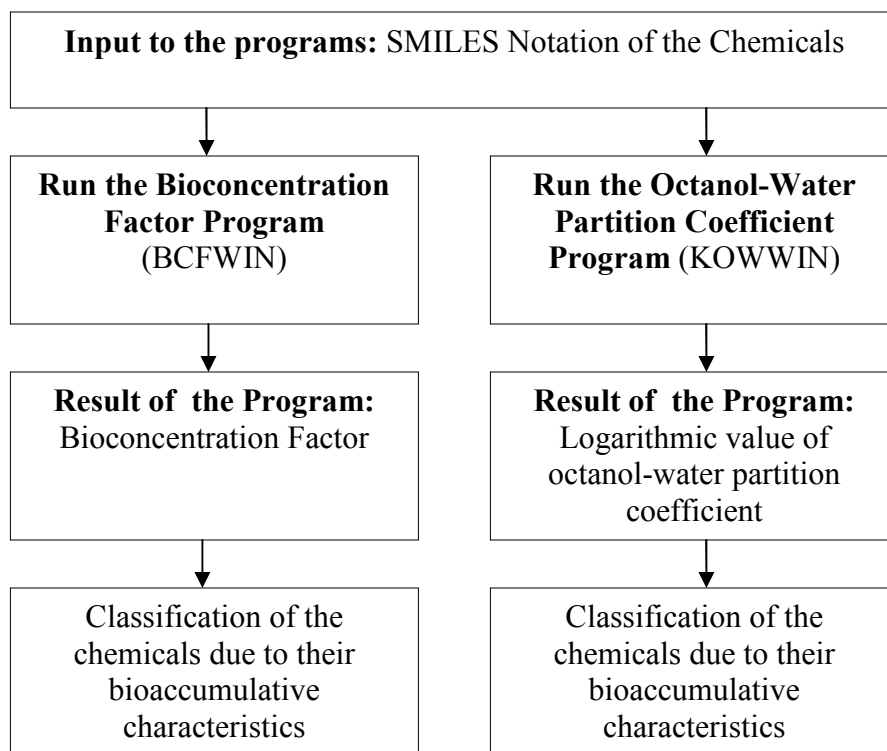 Input to the programs: SMILES Notation of the Chemicals
Run the Bioconcentration
Factor Program
(BCFWIN)
Run the Octanol-Water
Partition Coefficient
Program (KOWWIN)
Result of the Program:
Bioconcentration Factor
Result of the Program:
Logarithmic value of
octanol-water partition
coefficient
Classification of the
chemicals due to their
bioaccumulative
characteristics
Classification of the
chemicals due to their
bioaccumulative
characteristics